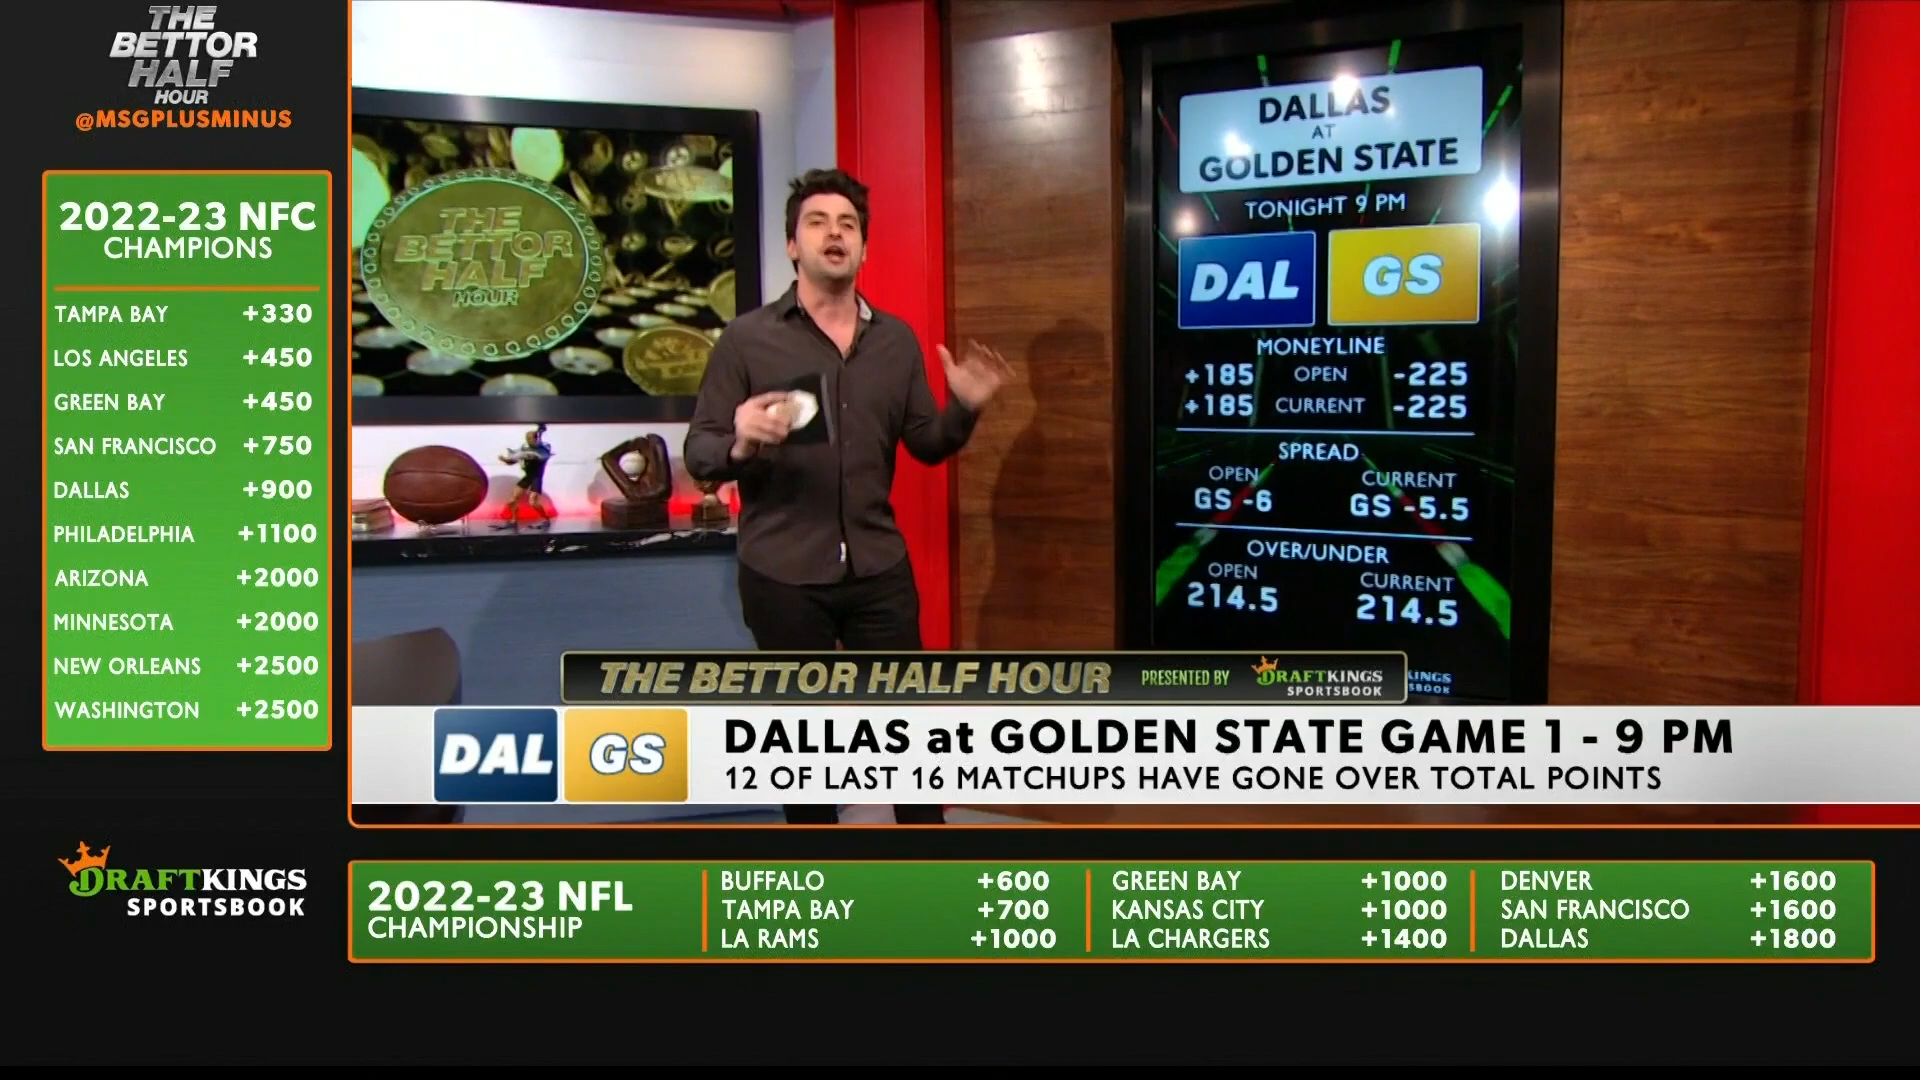 THE
BETTOR
HALF
HOUR
@MSGPLUSMINUS
2022-23 NFC
CHAMPIONS
TAMPA BAY +330
LOS ANGELES +450
GREEN BAY +450
SAN FRANCISCO +750
DALLAS +900
PHILADELPHIA +1100
ARIZONA +2000
MINNESOTA +2000
NEW ORLEANS +2500
WASHINGTON +2500
DRAFTKINGS
SPORTSBOOK
THE
BETTOR
HALF
HOUR
DALLAS
AT
GOLDEN STATE
TONIGHT 9 PM
DAL GS
MONEYLINE
+185 OPEN -225
+185 CURRENT -225
SPREAD
OPEN CURRENT
GS -6 GS -5.5
OVER/UNDER
OPEN CURRENT
214.5 214.5
THE BETTOR HALF HOUR PRESENTED BY DRAFTKINGS
SPORTSBOOK
DAL GS
DALLAS at GOLDEN STATE GAME 1 - 9 PM
12 OF LAST 16 MATCHUPS HAVE GONE OVER TOTAL POINTS
2022-23 NFL
CHAMPIONSHIP
BUFFALO +600
TAMPA BAY +700
LA RAMS +1000
GREEN BAY +1000
KANSAS CITY +1000
LA CHARGERS +1400
DENVER +1600
SAN FRANCISCO +1600
DALLAS +1800